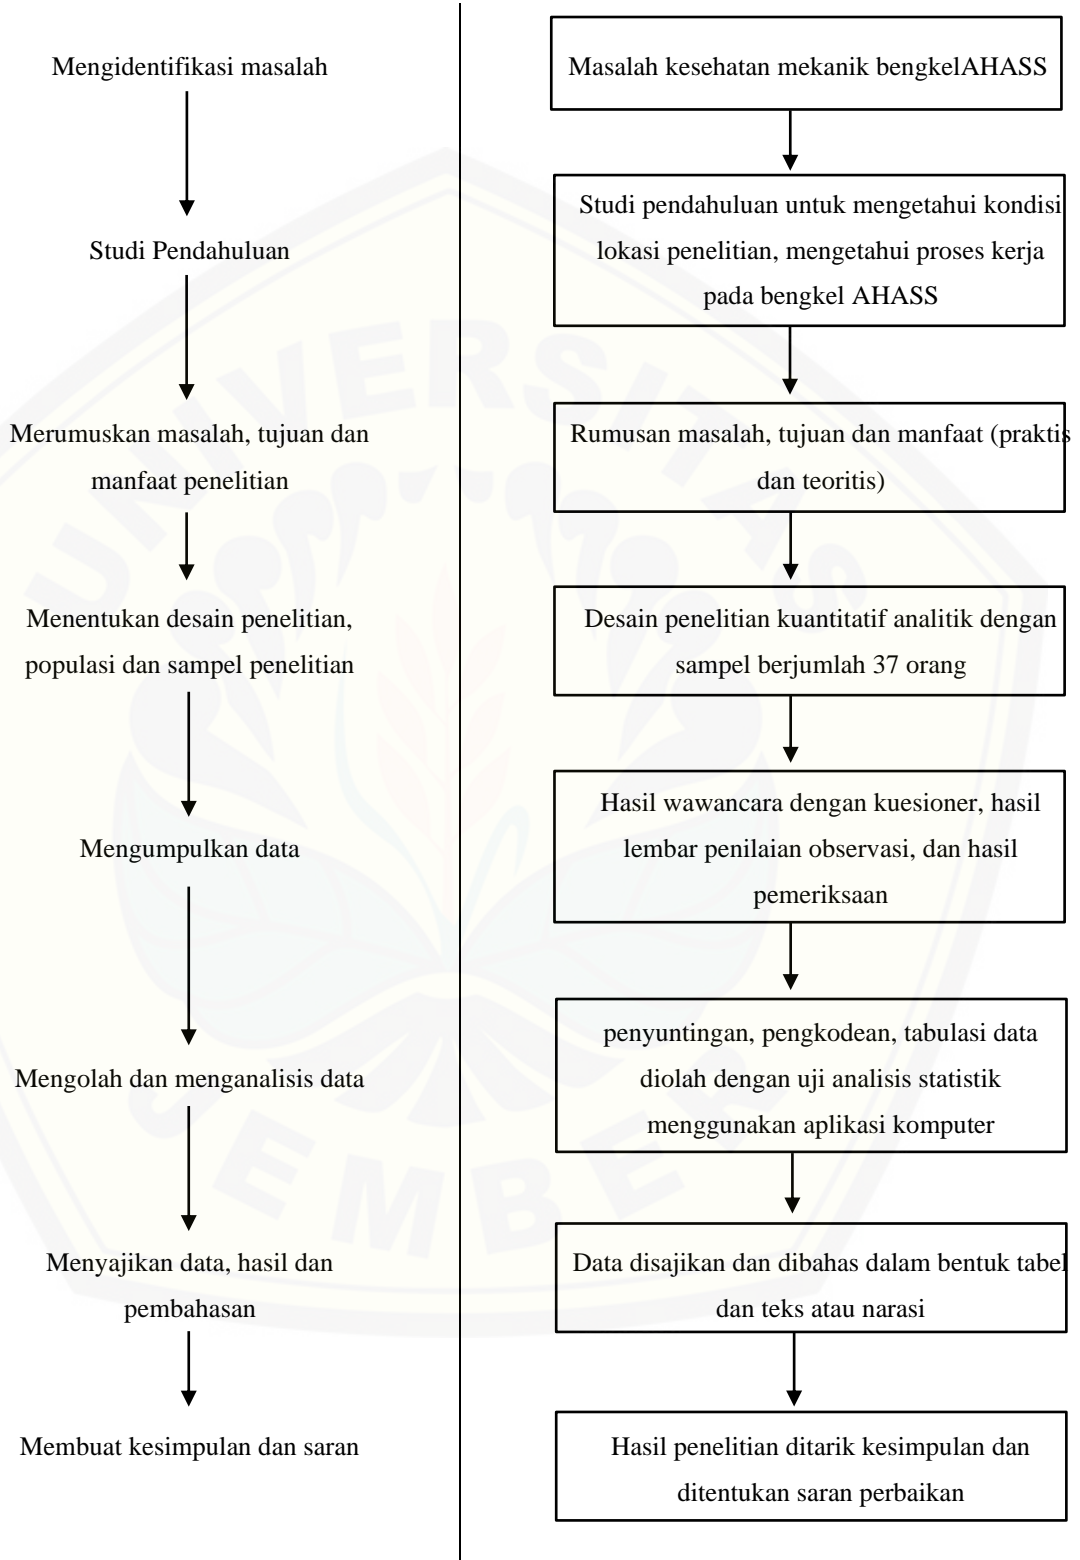 UNIVERSITAS
JEMBER
Mengidentifikasi masalah
Masalah kesehatan mekanik bengkelAHASS
Studi Pendahuluan
Studi pendahuluan untuk mengetahui kondisi
lokasi penelitian, mengetahui proses kerja
pada bengkel AHASS
Merumuskan masalah, tujuan dan
manfaat penelitian
Rumusan masalah, tujuan dan manfaat (praktis
dan teoritis)
Menentukan desain penelitian,
populasi dan sampel penelitian
Desain penelitian kuantitatif analitik dengan
sampel berjumlah 37 orang
Mengumpulkan data
Hasil wawancara dengan kuesioner, hasil
lembar penilaian observasi, dan hasil
pemeriksaan
Mengolah dan menganalisis data
penyuntingan, pengkodean, tabulasi data
diolah dengan uji analisis statistik
menggunakan aplikasi komputer
Menyajikan data, hasil dan
pembahasan
Data disajikan dan dibahas dalam bentuk tabel
dan teks atau narasi
Membuat kesimpulan dan saran
Hasil penelitian ditarik kesimpulan dan
ditentukan saran perbaikan